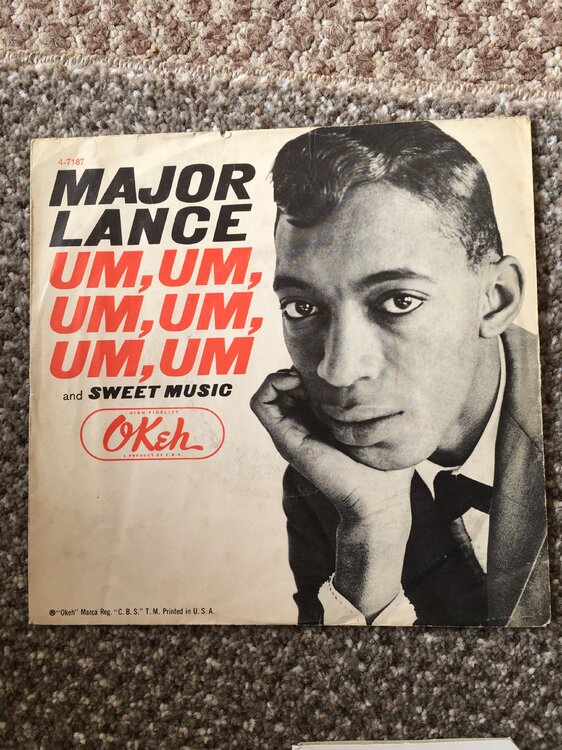 4-7187
MAJOR
LANCE
UM, UM,
UM, UM,
UM, UM
and SWEET MUSIC
HIGH FIDELITY
OKeh
A PRODUCT OF C.B.S.
®"Okeh" Marca Reg. "C.B.S." T. M. Printed in U. S. A.